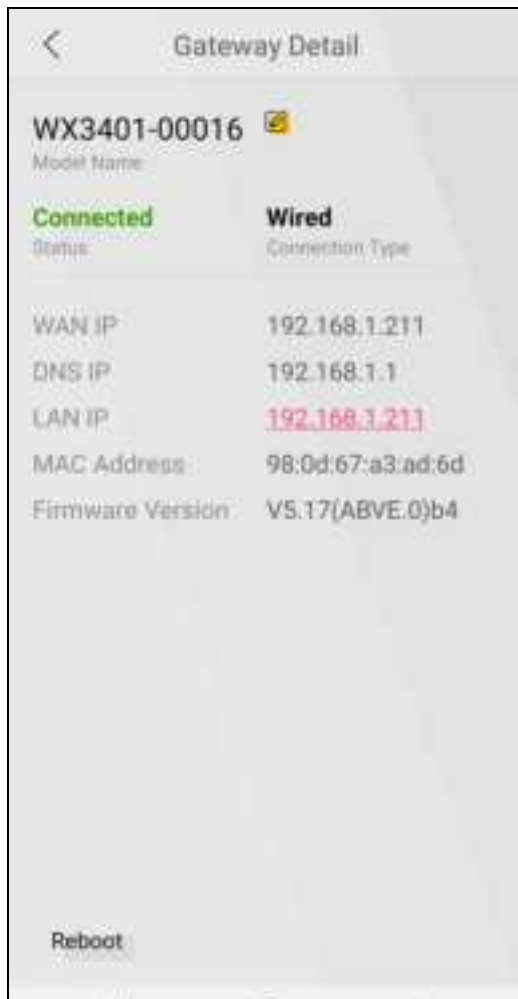 Gateway Detail
WX3401-00016
Model Name
Connected Wired
Status Connection Type
WAN IP 192.168.1.211
DNS IP 192.168.1.1
LAN IP 192.168.1.211
MAC Address 98:0d:67:a3:ad:6d
Firmware Version V5.17(ABVE.0)b4
Reboot